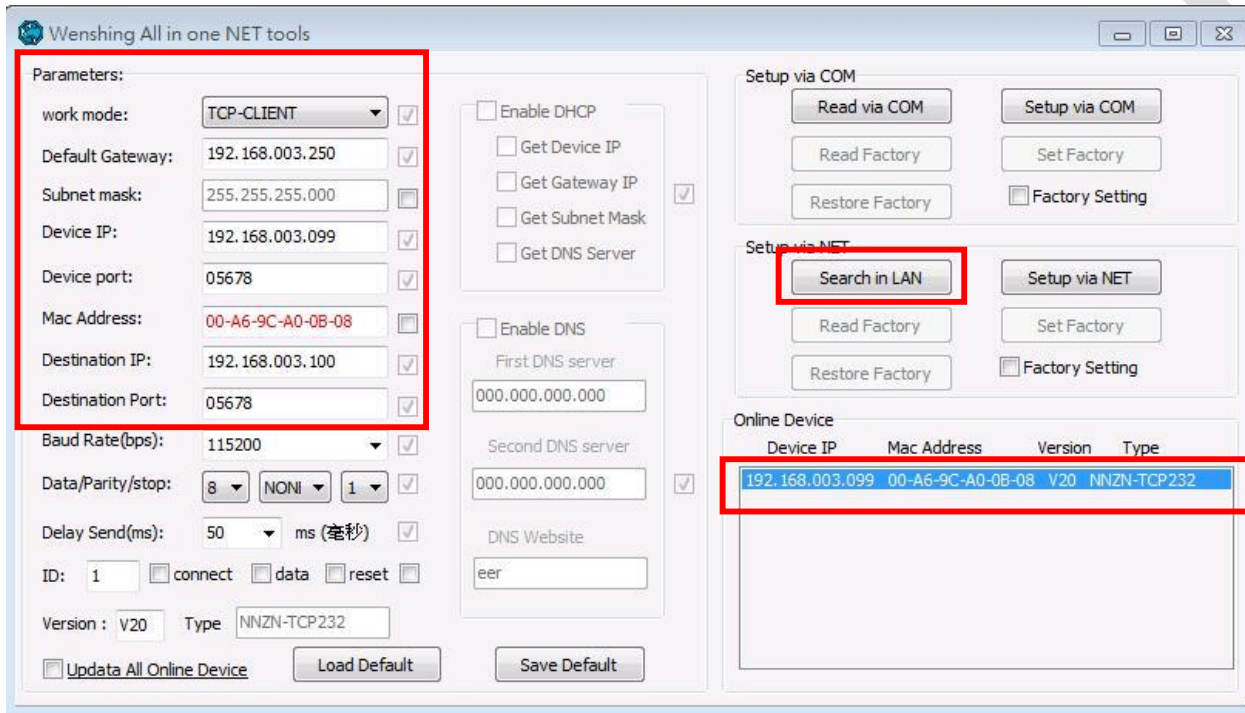 Wenshing All in one NET tools
Parameters:
work mode: TCP-CLIENT
Default Gateway: 192.168.003.250
Subnet mask: 255.255.255.000
Device IP: 192.168.003.099
Device port: 05678
Mac Address: 00-A6-9C-A0-0B-08
Destination IP: 192.168.003.100
Destination Port: 05678
Baud Rate(bps): 115200
Data/Parity/stop: 8 NONI 1
Delay Send(ms): 50 ms (毫秒)
ID: 1 connect data reset
Version : V20 Type NNZN-TCP232
Updata All Online Device Load Default Save Default
Enable DHCP
Get Device IP
Get Gateway IP
Get Subnet Mask
Get DNS Server
Enable DNS
First DNS server
000.000.000.000
Second DNS server
000.000.000.000
DNS Website
eer
Setup via COM
Read via COM Setup via COM
Read Factory Set Factory
Restore Factory Factory Setting
Setup via NET
Search in LAN Setup via NET
Read Factory Set Factory
Restore Factory Factory Setting
Online Device
Device IP Mac Address Version Type
192.168.003.099 00-A6-9C-A0-0B-08 V20 NNZN-TCP232